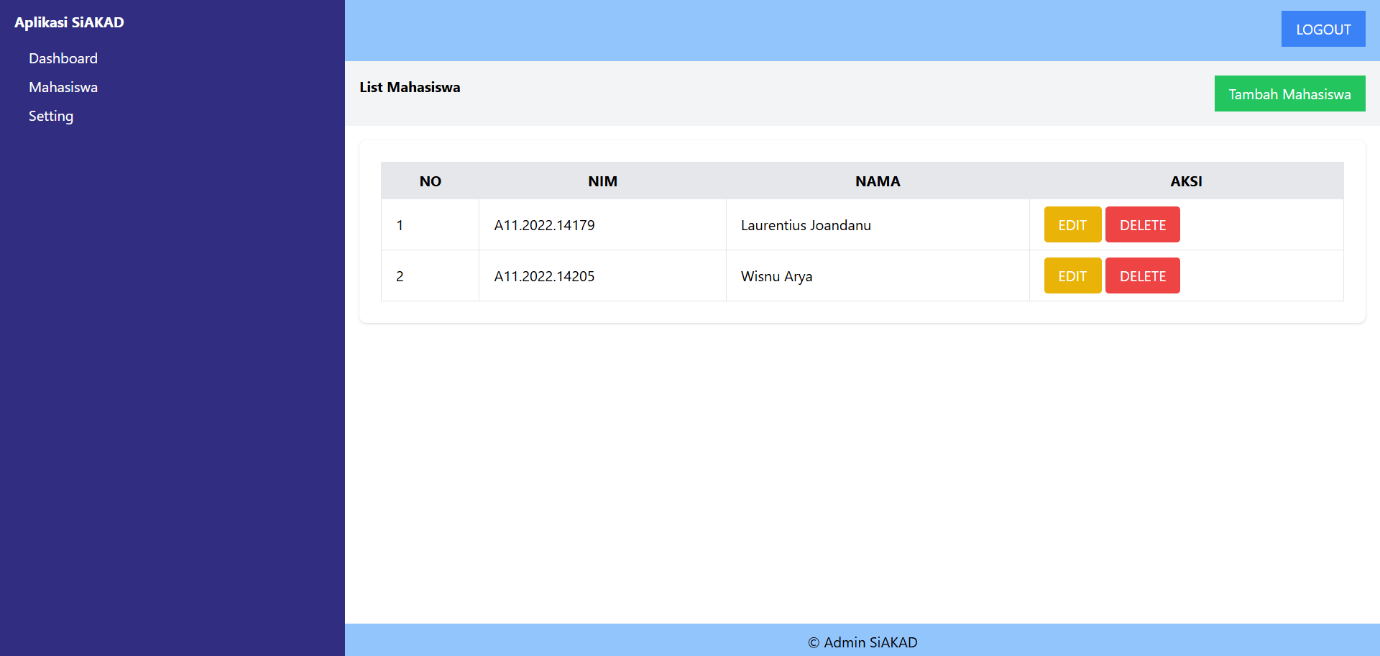 Aplikasi SiAKAD
Dashboard
Mahasiswa
Setting
LOGOUT
List Mahasiswa
Tambah Mahasiswa
NO NIM NAMA AKSI
1 A11.2022.14179 Laurentius Joandanu EDIT DELETE
2 A11.2022.14205 Wisnu Arya EDIT DELETE
© Admin SiAKAD